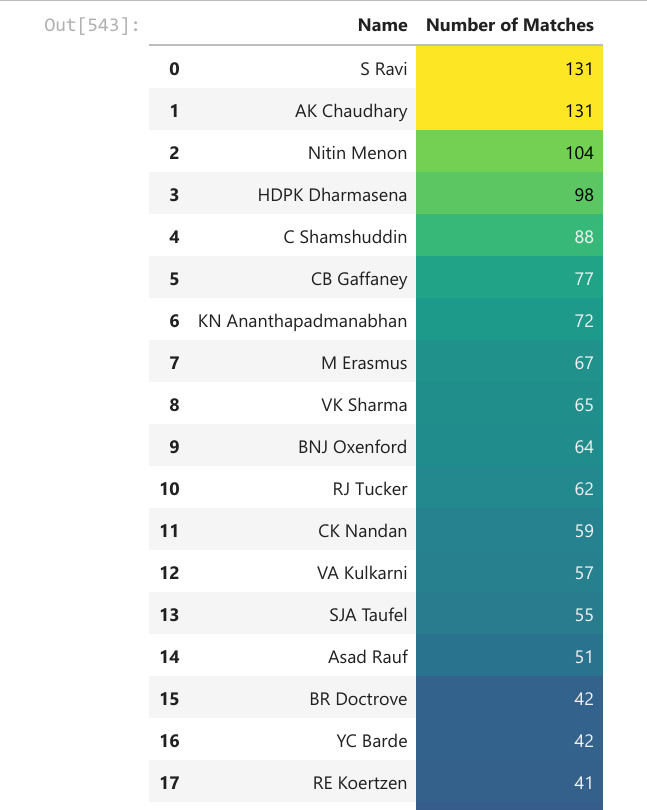 Out[543]:
Name Number of Matches
0 S Ravi 131
1 AK Chaudhary 131
2 Nitin Menon 104
3 HDPK Dharmasena 98
4 C Shamshuddin 88
5 CB Gaffaney 77
6 KN Ananthapadmanabhan 72
7 M Erasmus 67
8 VK Sharma 65
9 BNJ Oxenford 64
10 RJ Tucker 62
11 CK Nandan 59
12 VA Kulkarni 57
13 SJA Taufel 55
14 Asad Rauf 51
15 BR Doctrove 42
16 YC Barde 42
17 RE Koertzen 41